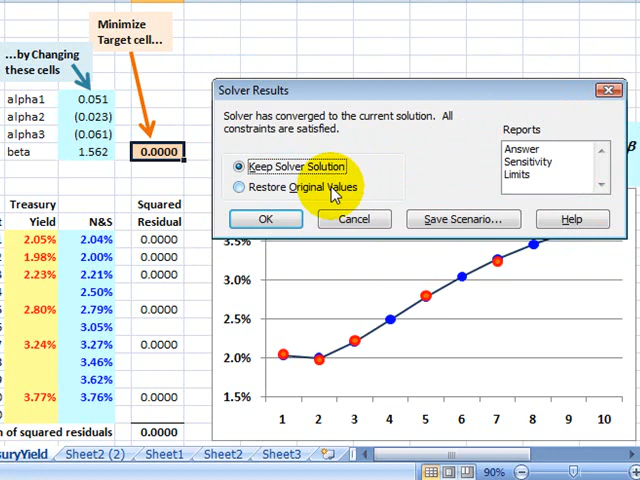 Minimize
Target cell...
...by Changing
these cells
alpha1 0.051
alpha2 (0.023)
alpha3 (0.061)
beta 1.562 0.0000
Solver Results
Solver has converged to the current solution. All
constraints are satisfied.
Reports
Answer
Sensitivity
Limits
Keep Solver Solution
Restore Original Values
OK Cancel Save Scenario... Help
β
Treasury Squared
Yield N&S Residual
2.05% 2.04% 0.0000
1.98% 2.00% 0.0000
2.23% 2.21% 0.0000
2.50%
2.80% 2.79% 0.0000
3.05%
3.24% 3.27% 0.0000
3.46%
3.62%
3.77% 3.76% 0.0000
n of squared residuals 0.0000
3.5%
3.0%
2.5%
2.0%
1.5%
1 2 3 4 5 6 7 8 9 10
suryYield Sheet2 (2) Sheet1 Sheet2 Sheet3
90%